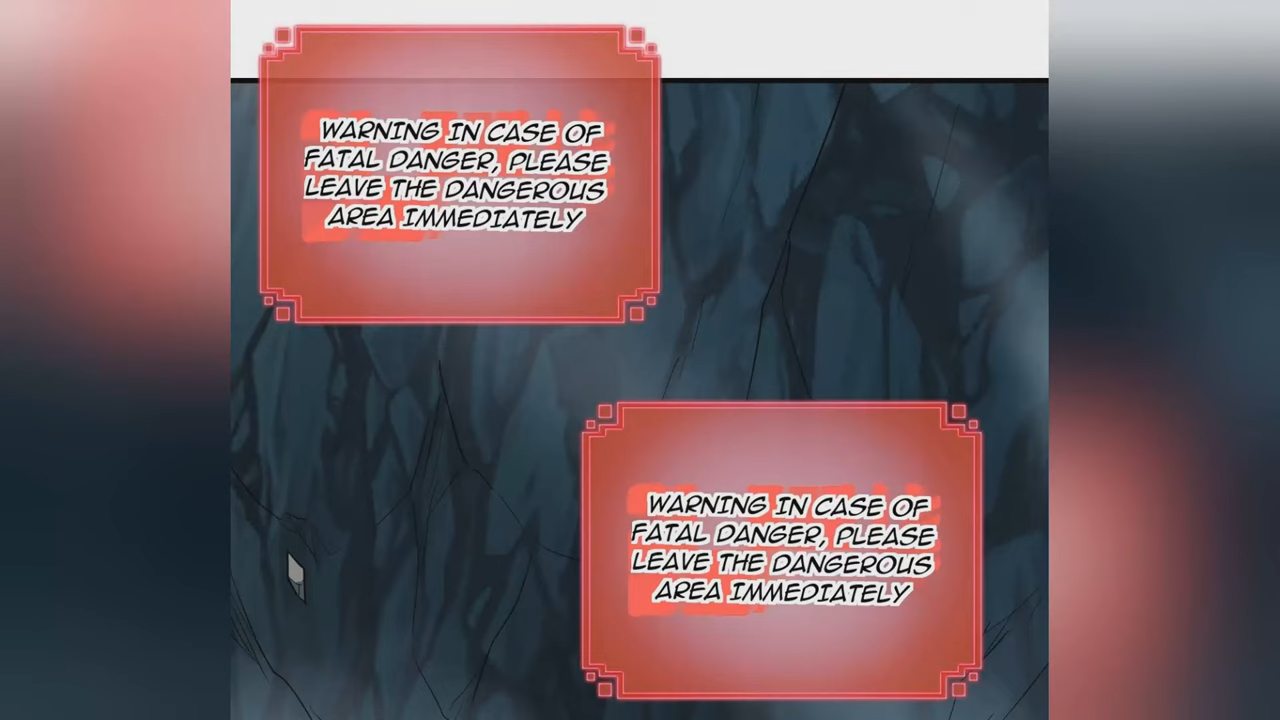 WARNING IN CASE OF
FATAL DANGER, PLEASE
LEAVE THE DANGEROUS
AREA IMMEDIATELY
WARNING IN CASE OF
FATAL DANGER, PLEASE
LEAVE THE DANGEROUS
AREA IMMEDIATELY